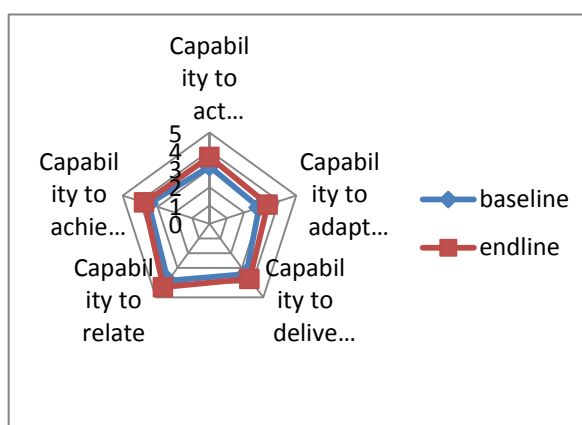 Capabil
ity to
act...
5
4
3
2
1
0
Capabil
ity to
adapt...
Capabil
ity to
delive...
Capabil
ity to
relate
Capabil
ity to
achie...
baseline
endline